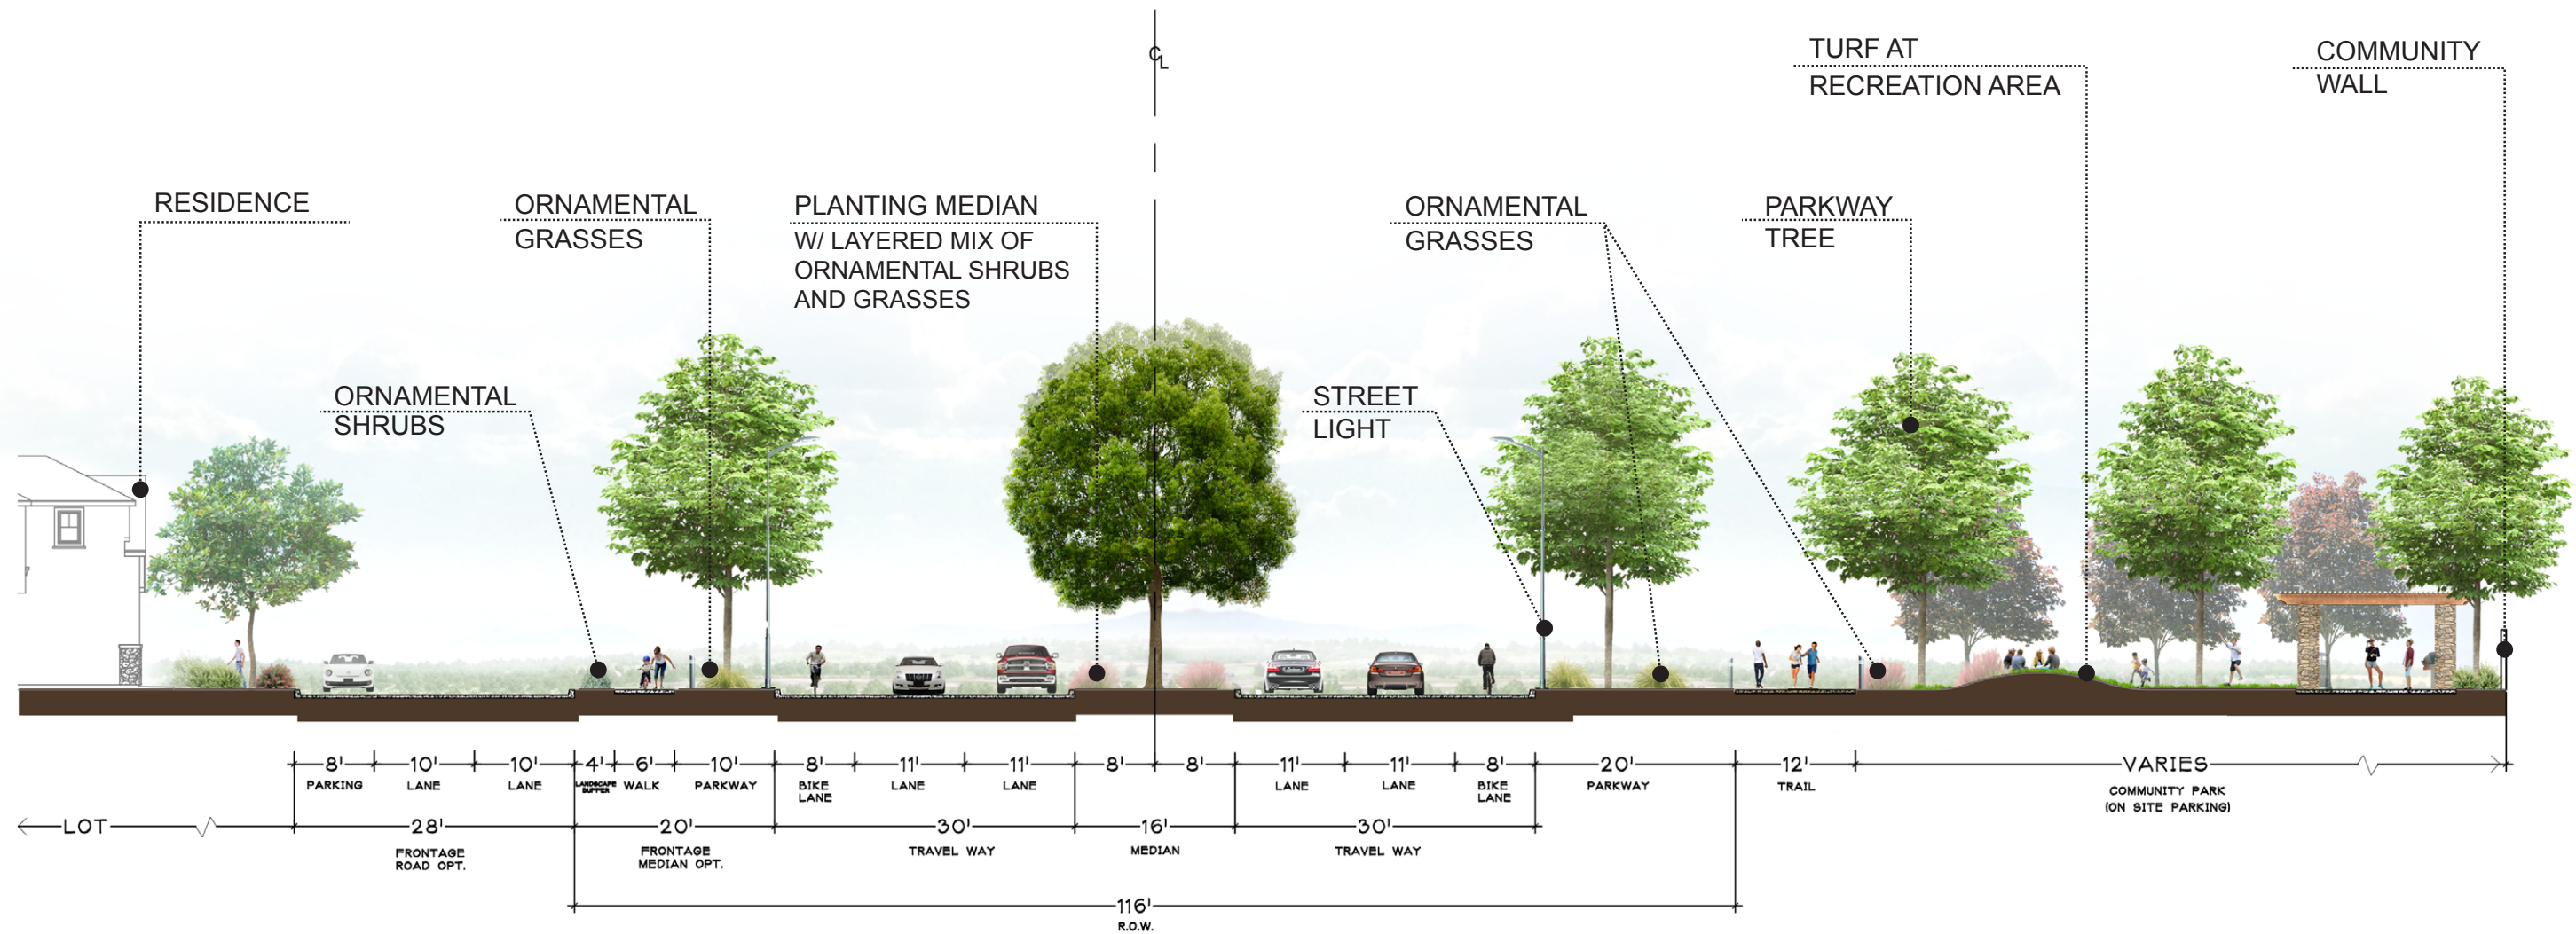 ℄
TURF AT
RECREATION AREA
COMMUNITY
WALL
RESIDENCE
ORNAMENTAL
GRASSES
PLANTING MEDIAN
W/ LAYERED MIX OF
ORNAMENTAL SHRUBS
AND GRASSES
ORNAMENTAL
GRASSES
PARKWAY
TREE
ORNAMENTAL
SHRUBS
STREET
LIGHT
8' 10' 10' 4' 6' 10' 8' 11' 11' 8' 8' 11' 11' 8' 20' 12' VARIES
PARKING LANE LANE LANDSCAPE BUFFER WALK PARKWAY BIKE LANE LANE LANE LANE LANE BIKE LANE PARKWAY TRAIL
COMMUNITY PARK
(ON SITE PARKING)
LOT 28' 20' 30' 16' 30'
FRONTAGE ROAD OPT. FRONTAGE MEDIAN OPT. TRAVEL WAY MEDIAN TRAVEL WAY
116'
R.O.W.